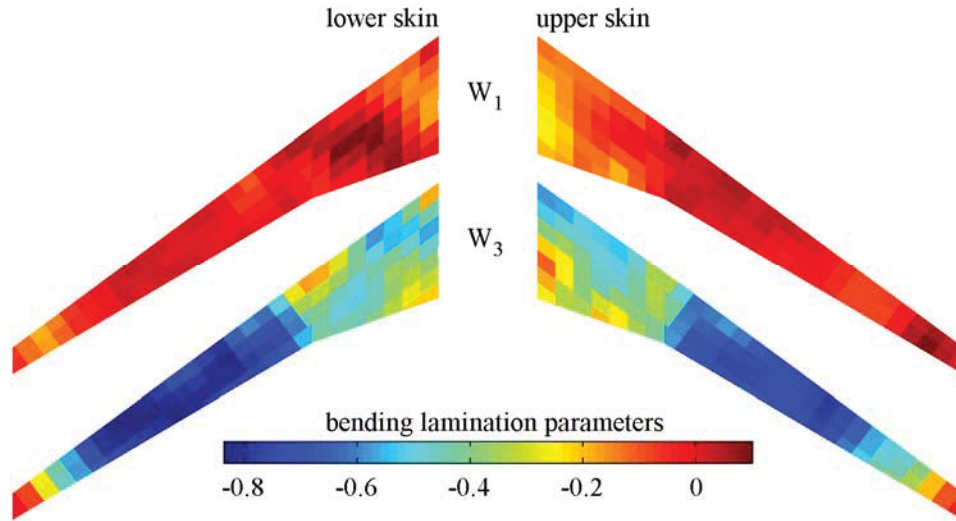 lower skin
upper skin
W1
W3
bending lamination parameters
-0.8 -0.6 -0.4 -0.2 0